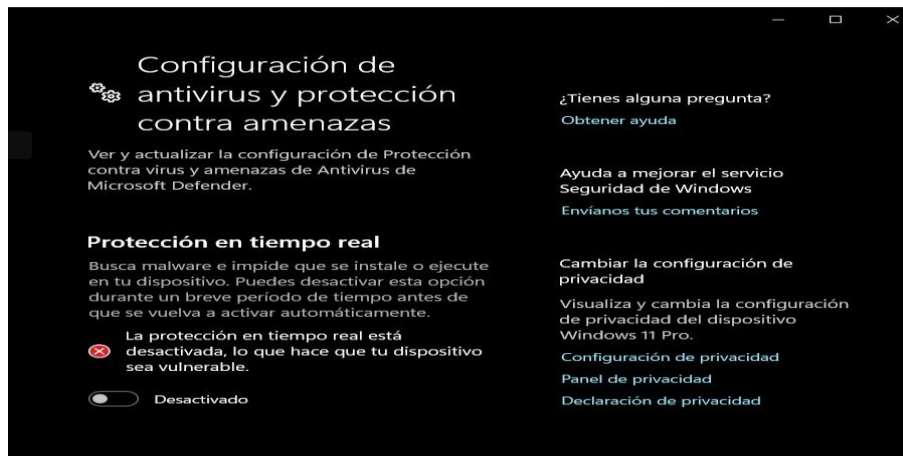 Configuración de
antivirus y protección
contra amenazas
Ver y actualizar la configuración de Protección
contra virus y amenazas de Antivirus de
Microsoft Defender.
Protección en tiempo real
Busca malware e impide que se instale o ejecute
en tu dispositivo. Puedes desactivar esta opción
durante un breve período de tiempo antes de
que se vuelva a activar automáticamente.
La protección en tiempo real está
desactivada, lo que hace que tu dispositivo
sea vulnerable.
Desactivado
¿Tienes alguna pregunta?
Obtener ayuda
Ayuda a mejorar el servicio
Seguridad de Windows
Envíanos tus comentarios
Cambiar la configuración de
privacidad
Visualiza y cambia la configuración
de privacidad del dispositivo
Windows 11 Pro.
Configuración de privacidad
Panel de privacidad
Declaración de privacidad